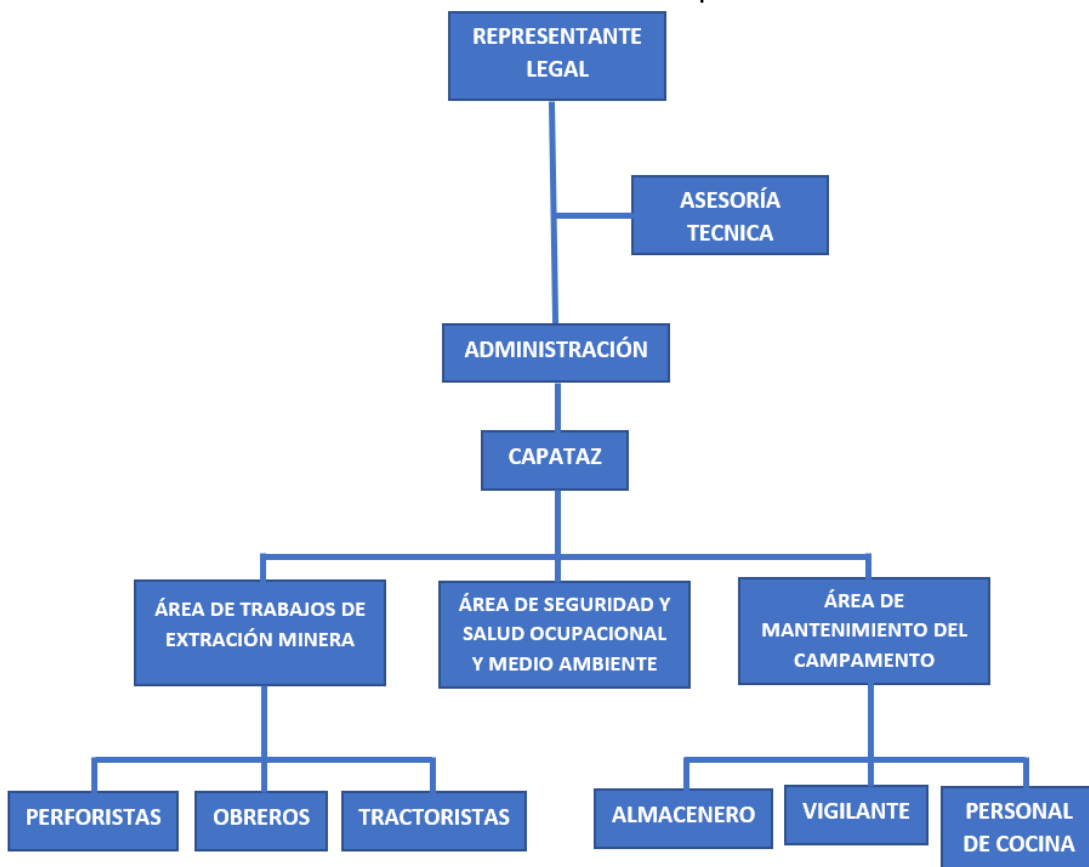 REPRESENTANTE
LEGAL
ASESORÍA
TECNICA
ADMINISTRACIÓN
CAPATAZ
ÁREA DE TRABAJOS DE
EXTRACIÓN MINERA
ÁREA DE SEGURIDAD Y
SALUD OCUPACIONAL
Y MEDIO AMBIENTE
ÁREA DE
MANTENIMIENTO DEL
CAMPAMENTO
PERFORISTAS
OBREROS
TRACTORISTAS
ALMACENERO
VIGILANTE
PERSONAL
DE COCINA